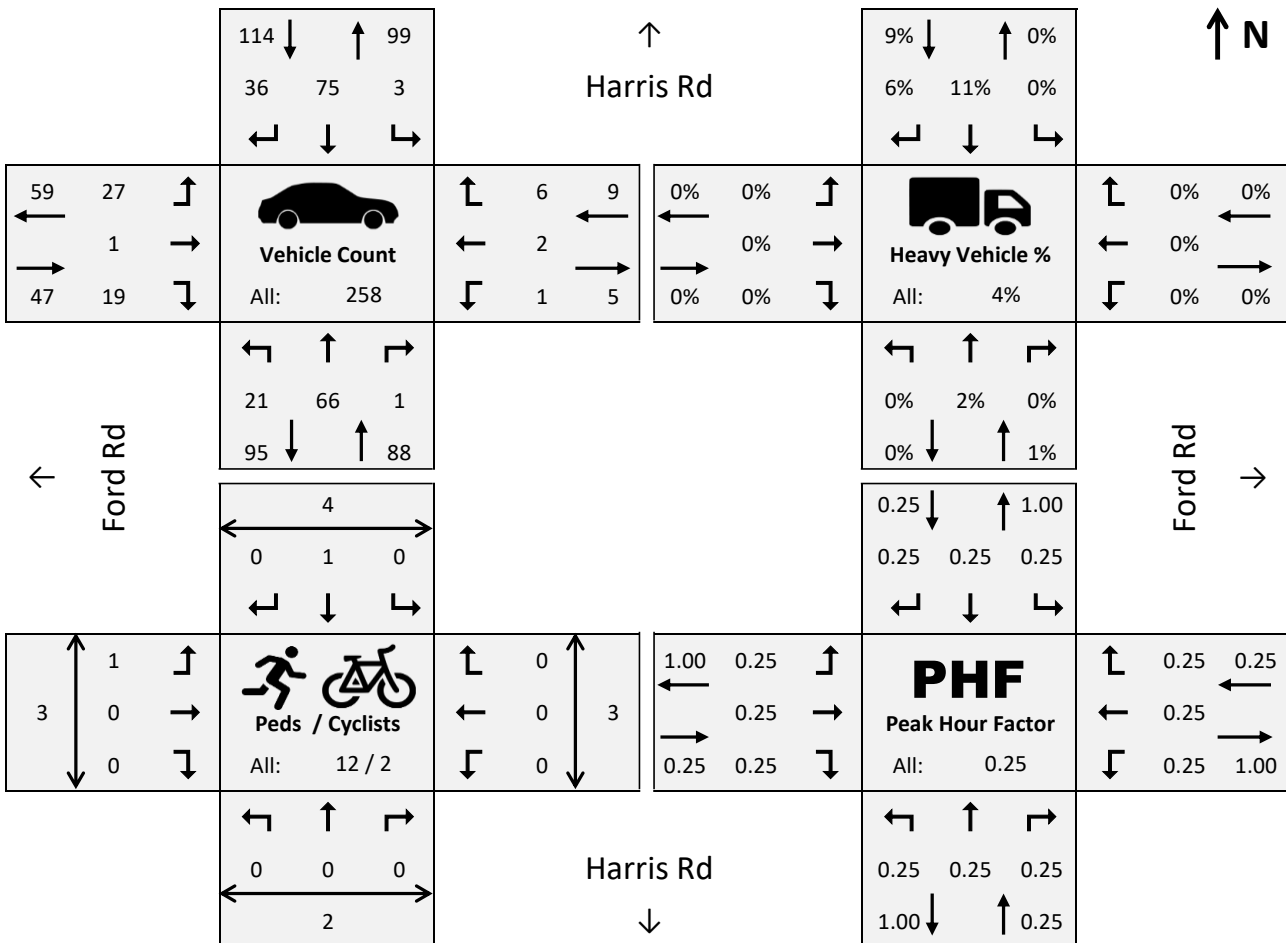 114 99 9% 0% N
Harris Rd
36 75 3 6% 11% 0%
59 27 6 9 0% 0% 0% 0%
1 Vehicle Count 2 0% Heavy Vehicle % 0%
47 19 All: 258 1 5 0% 0% All: 4% 0% 0%
21 66 1 0% 2% 0%
95 88 0% 1%
Ford Rd Ford Rd
4 0.25 1.00
0 1 0 0.25 0.25 0.25
1 0 1.00 0.25 PHF 0.25 0.25
3 0 Peds / Cyclists 0 3 0.25 Peak Hour Factor 0.25
0 All: 12 / 2 0 0.25 0.25 All: 0.25 0.25 1.00
0 0 0 Harris Rd 0.25 0.25 0.25
2 1.00 0.25